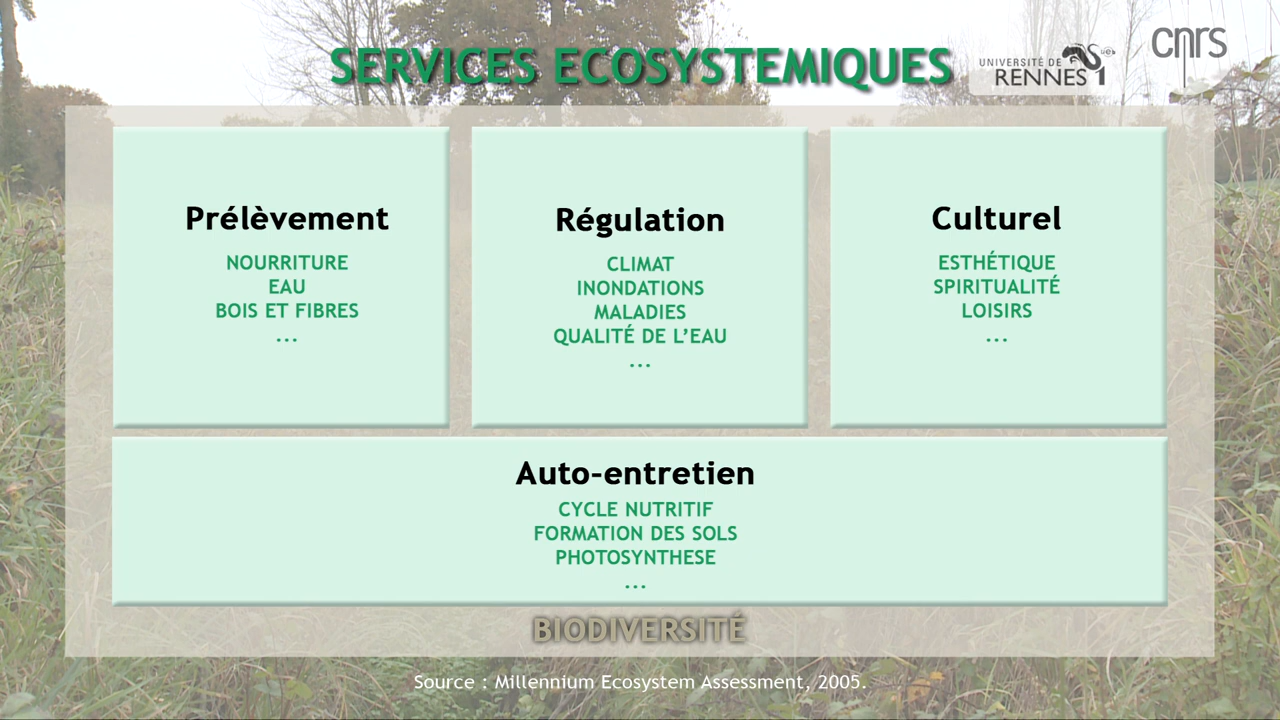 SERVICES ECOSYSTEMIQUES
UNIVERSITÉ DE
RENNES 1
cnrs
Prélèvement
NOURRITURE
EAU
BOIS ET FIBRES
...
Régulation
CLIMAT
INONDATIONS
MALADIES
QUALITÉ DE L’EAU
...
Culturel
ESTHÉTIQUE
SPIRITUALITÉ
LOISIRS
...
Auto-entretien
CYCLE NUTRITIF
FORMATION DES SOLS
PHOTOSYNTHESE
...
BIODIVERSITÉ
Source : Millennium Ecosystem Assessment, 2005.